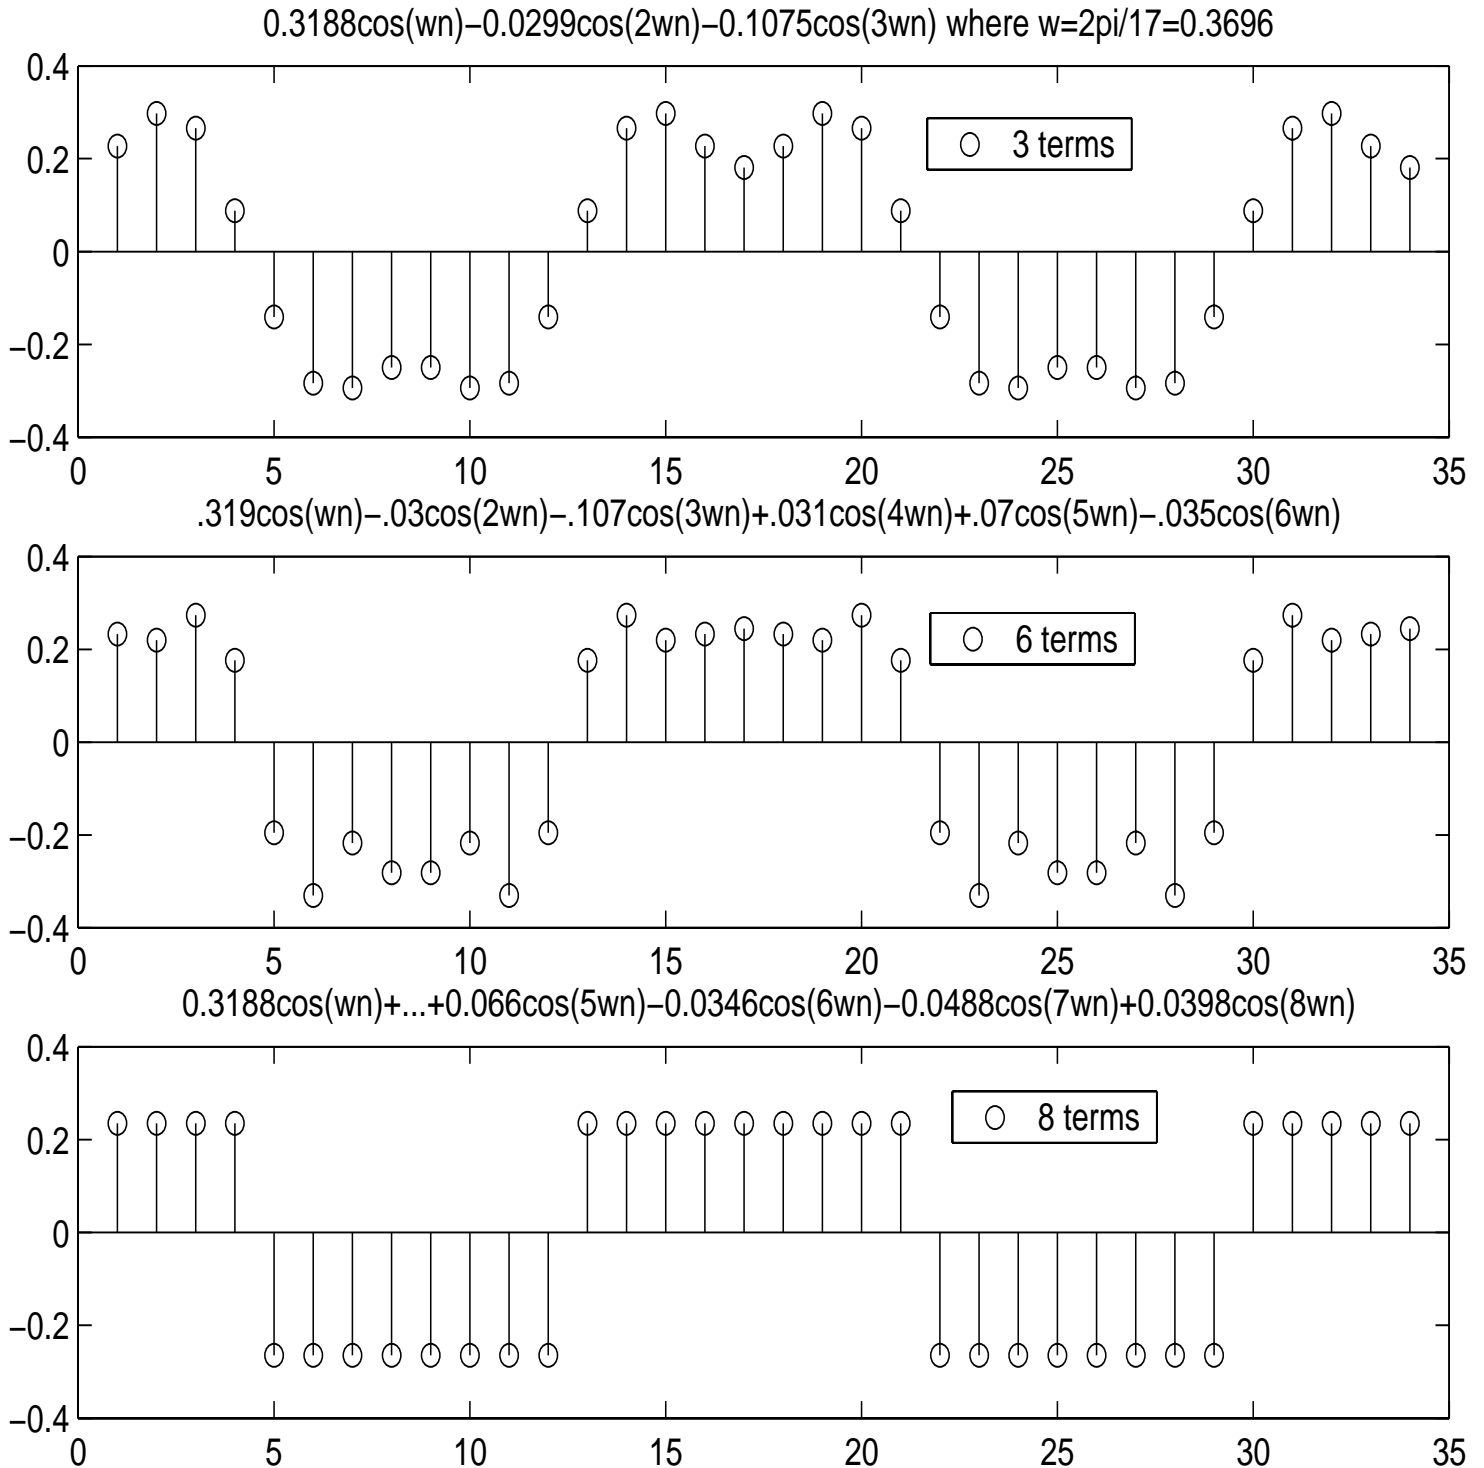 0.3188cos(wn)−0.0299cos(2wn)−0.1075cos(3wn) where w=2pi/17=0.3696
0.4
0.2
0
−0.2
−0.4
3 terms
0 5 10 15 20 25 30 35
.319cos(wn)−.03cos(2wn)−.107cos(3wn)+.031cos(4wn)+.07cos(5wn)−.035cos(6wn)
0.4
0.2
0
−0.2
−0.4
6 terms
0 5 10 15 20 25 30 35
0.3188cos(wn)+...+0.066cos(5wn)−0.0346cos(6wn)−0.0488cos(7wn)+0.0398cos(8wn)
0.4
0.2
0
−0.2
−0.4
8 terms
0 5 10 15 20 25 30 35